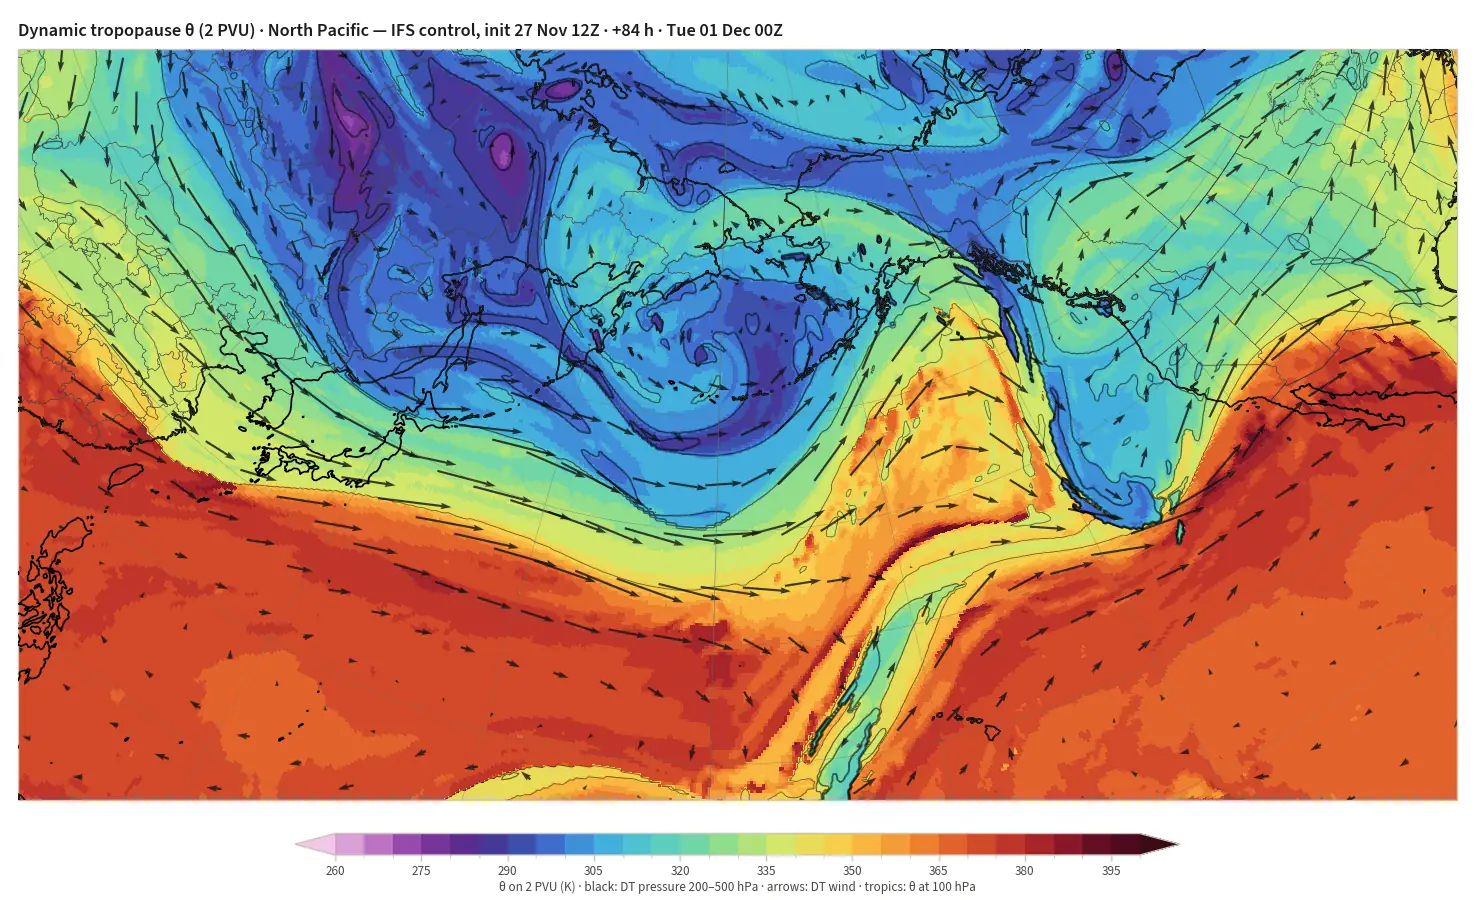 Dynamic tropopause θ (2 PVU) · North Pacific — IFS control, init 27 Nov 12Z · +84 h · Tue 01 Dec 00Z
260 275 290 305 320 335 350 365 380 395
θ on 2 PVU (K) · black: DT pressure 200–500 hPa · arrows: DT wind · tropics: θ at 100 hPa